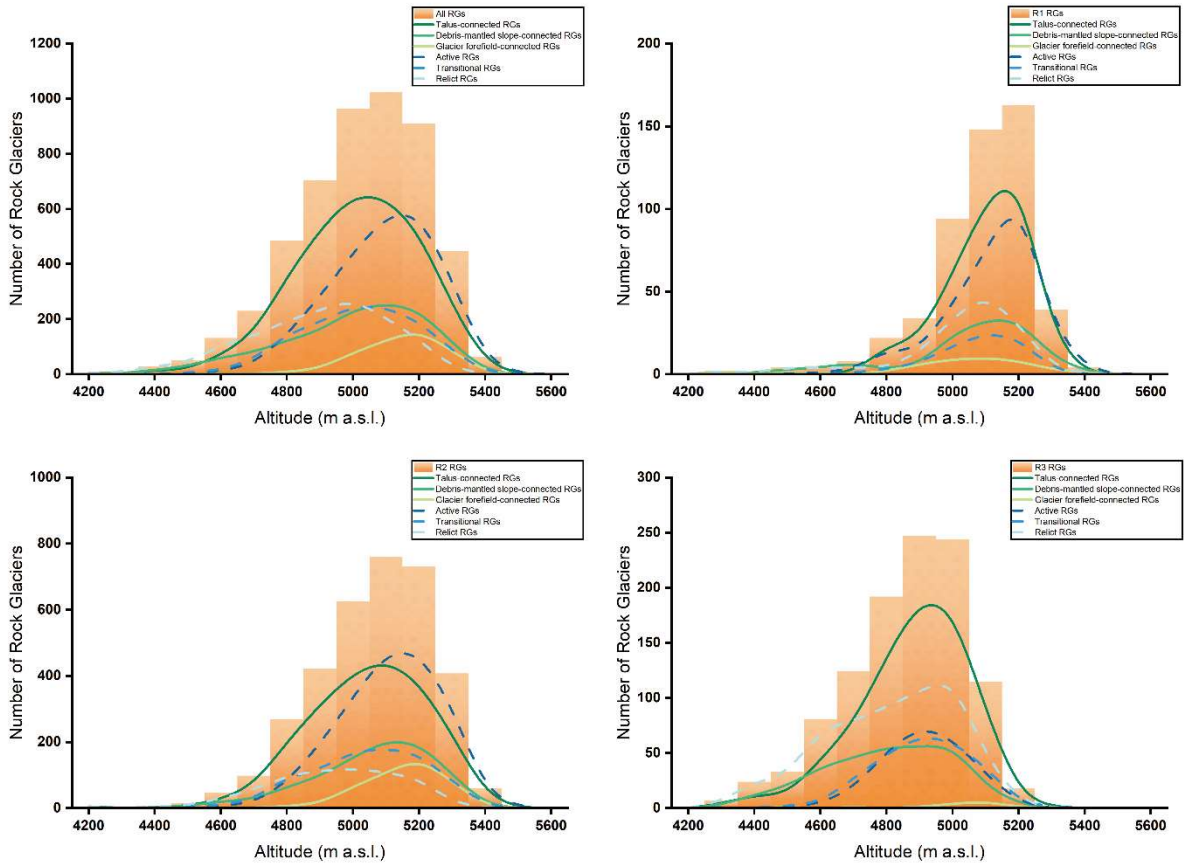 All RGs
Talus-connected RGs
Debris-mantled slope-connected RGs
Glacier forefield-connected RGs
Active RGs
Transitional RGs
Relict RGs
1200
1000
800
600
400
200
0
Number of Rock Glaciers
4200 4400 4600 4800 5000 5200 5400 5600
Altitude (m a.s.l.)
R1 RGs
Talus-connected RGs
Debris-mantled slope-connected RGs
Glacier forefield-connected RGs
Active RGs
Transitional RGs
Relict RGs
200
150
100
50
0
Number of Rock Glaciers
4200 4400 4600 4800 5000 5200 5400 5600
Altitude (m a.s.l.)
R2 RGs
Talus-connected RGs
Debris-mantled slope-connected RGs
Glacier forefield-connected RGs
Active RGs
Transitional RGs
Relict RGs
1000
800
600
400
200
0
Number of Rock Glaciers
4200 4400 4600 4800 5000 5200 5400 5600
Altitude (m a.s.l.)
R3 RGs
Talus-connected RGs
Debris-mantled slope-connected RGs
Glacier forefield-connected RGs
Active RGs
Transitional RGs
Relict RGs
300
250
200
150
100
50
0
Number of Rock Glaciers
4200 4400 4600 4800 5000 5200 5400 5600
Altitude (m a.s.l.)